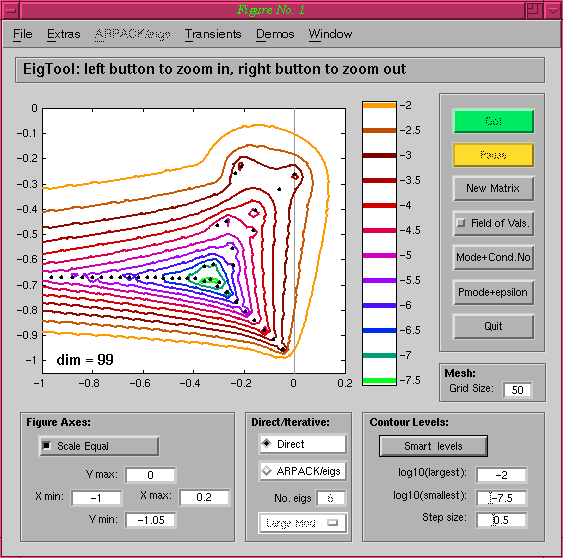 Figure No. 1
File Extras ARPACK/eigs Transients Demos Window
EigTool: left button to zoom in, right button to zoom out
0
-0.1
-0.2
-0.3
-0.4
-0.5
-0.6
-0.7
-0.8
-0.9
-1
dim = 99
-1 -0.8 -0.6 -0.4 -0.2 0 0.2
-2
-2.5
-3
-3.5
-4
-4.5
-5
-5.5
-6
-6.5
-7
-7.5
Go!
Pause
New Matrix
Field of Vals.
Mode+Cond.No
Pmode+epsilon
Quit
Mesh:
Grid Size: 50
Figure Axes:
Scale Equal
Y max: 0
X min: -1 X max: 0.2
Y min: -1.05
Direct/Iterative:
Direct
ARPACK/eigs
No. eigs 6
Large Mod
Contour Levels:
Smart levels
log10(largest): -2
log10(smallest): -7.5
Step size: 0.5